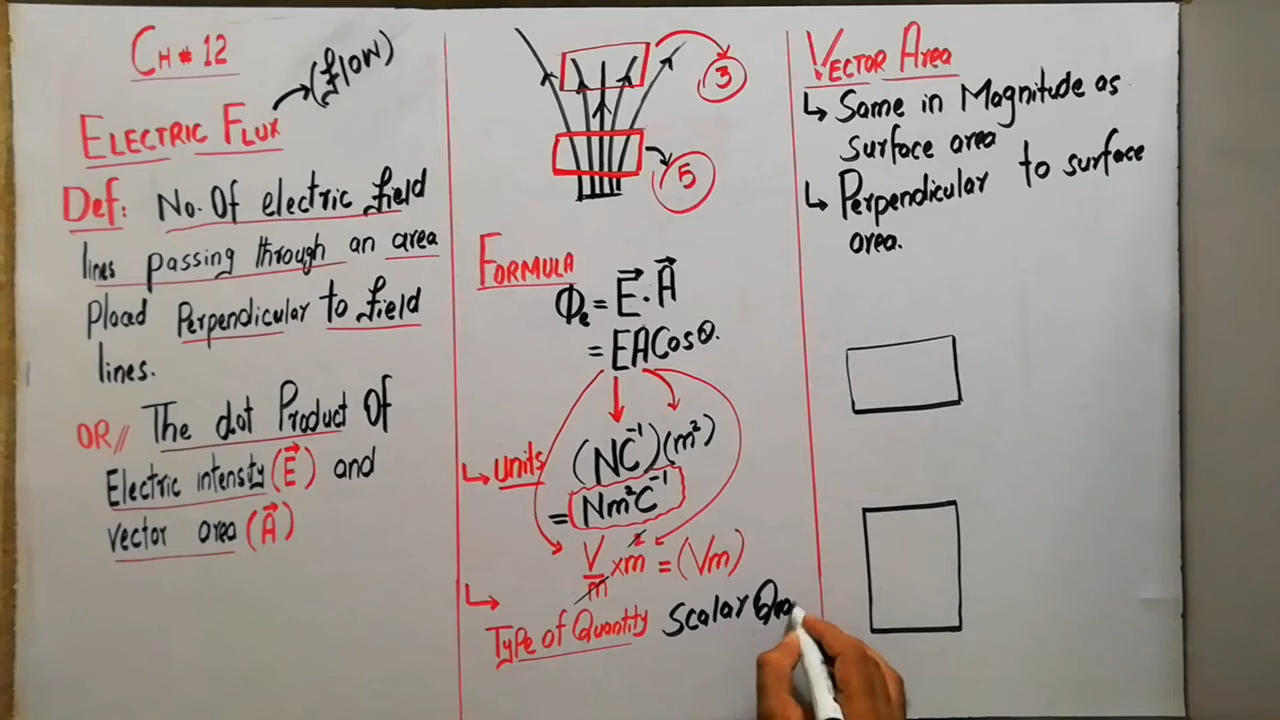 CH # 12
(flow)
ELECTRIC FLUX
Def: No. Of electric field
lines passing through an area
placed Perpendicular to field
lines.
OR// The dot Product Of
Electric intensity (E⃗) and
vector area (A⃗)
3
5
FORMULA
Φe = E⃗ . A⃗
= EACosθ.
Units (NC⁻¹)(m²)
= Nm²C⁻¹
V/m × m² = (Vm)
Type of Quantity Scalar Qua
VECTOR Area
Same in Magnitude as
surface area
Perpendicular to surface
area.